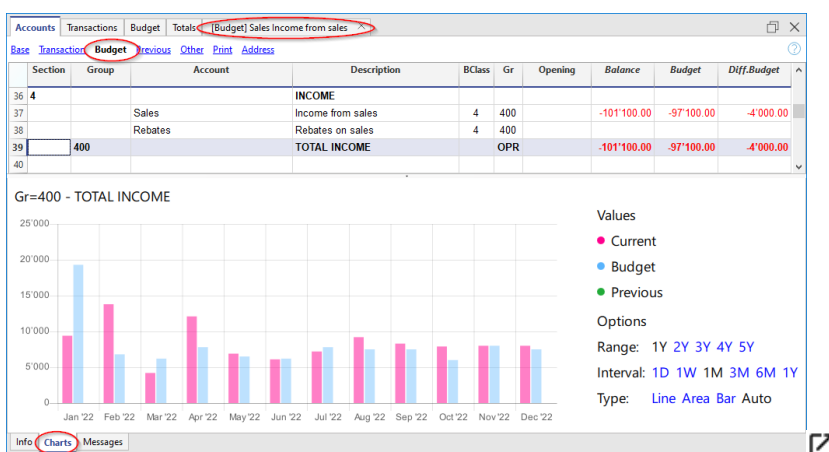 Accounts Transactions Budget Totals [Budget] Sales Income from sales
Base Transaction Budget Previous Other Print Address
Section Group Account Description BClass Gr Opening Balance Budget Diff.Budget
36 4 INCOME
37 Sales Income from sales 4 400 -101'100.00 -97'100.00 -4'000.00
38 Rebates Rebates on sales 4 400
39 400 TOTAL INCOME OPR -101'100.00 -97'100.00 -4'000.00
40
Gr=400 - TOTAL INCOME
25'000
20'000
15'000
10'000
5'000
0
Jan '22 Feb '22 Mar '22 Apr '22 May '22 Jun '22 Jul '22 Aug '22 Sep '22 Oct '22 Nov '22 Dec '22
Values
Current
Budget
Previous
Options
Range: 1Y 2Y 3Y 4Y 5Y
Interval: 1D 1W 1M 3M 6M 1Y
Type: Line Area Bar Auto
Info Charts Messages